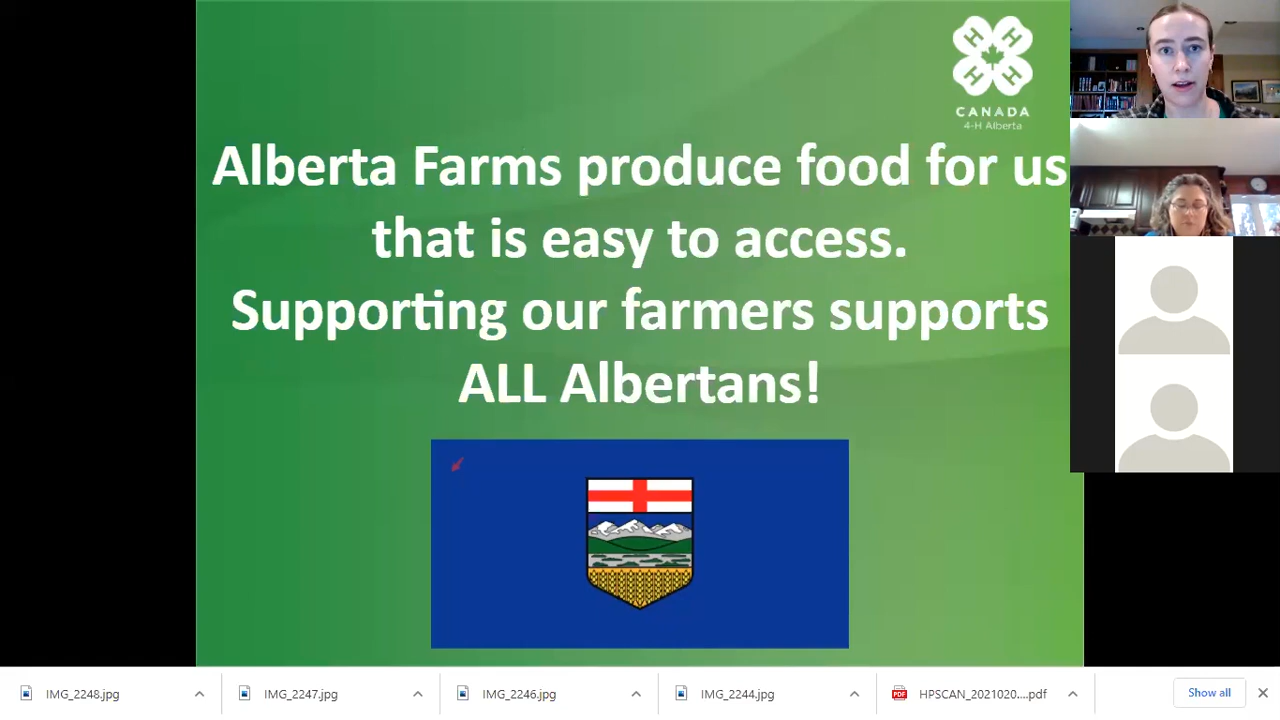 H H
H H
CANADA
4-H Alberta
Alberta Farms produce food for us
that is easy to access.
Supporting our farmers supports
ALL Albertans!
IMG_2248.jpg
IMG_2247.jpg
IMG_2246.jpg
IMG_2244.jpg
PDF
HPSCAN_2021020....pdf
Show all